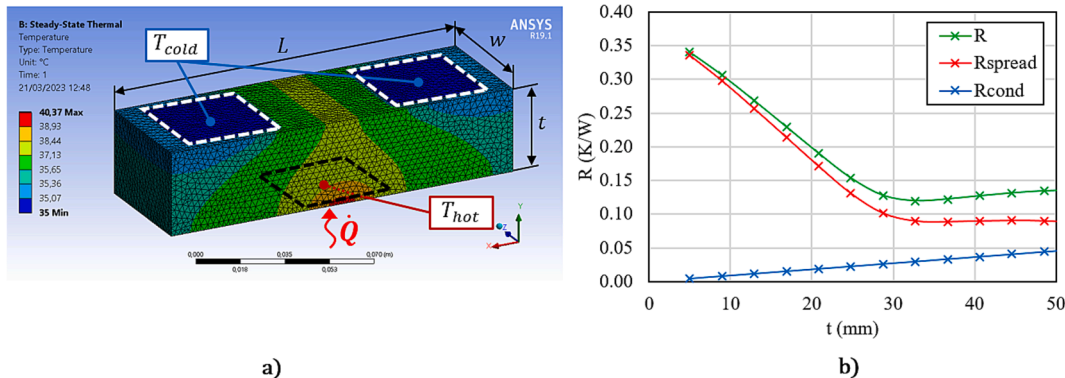 B: Steady-State Thermal
Temperature
Type: Temperature
Unit: °C
Time: 1
21/03/2023 12:48
40,37 Max
38,93
38,44
37,13
35,65
35,36
35,07
35 Min
ANSYS
R19.1
T_cold
L
w
t
T_hot
Q̇
Y
Z
X
0,000
0,035
0,070 (m)
0,018
0,053
a)
R (K/W)
0.35
0.30
0.25
0.20
0.15
0.10
0.05
0.00
0
10
20
30
40
50
t (mm)
R
Rspread
Rcond
b)